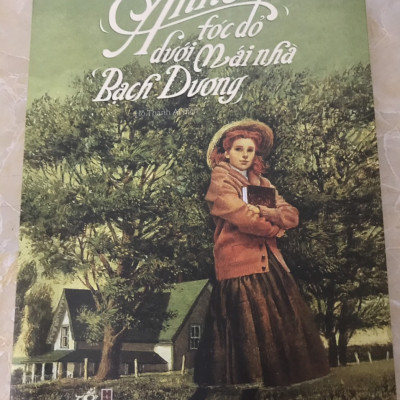 Anne
tóc đỏ
dưới Mái nhà
Bạch Dương